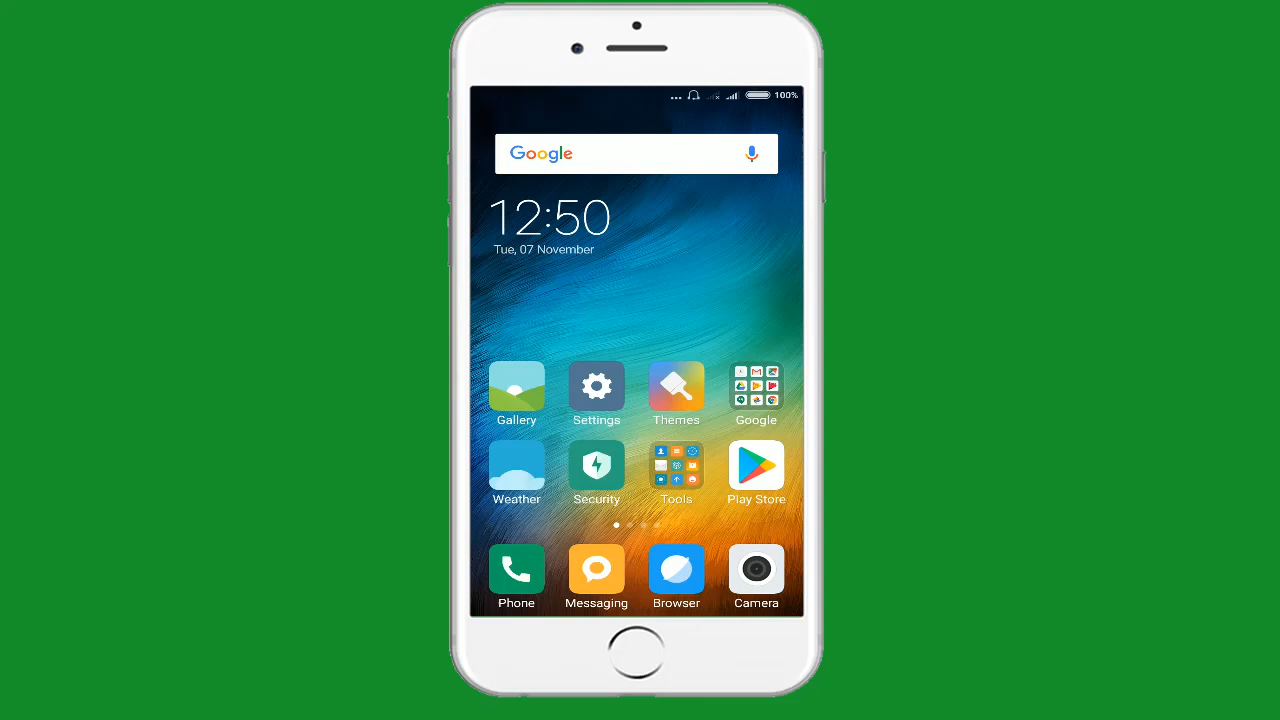 100%
Google
12:50
Tue, 07 November
Gallery Settings Themes Google
Weather Security Tools Play Store
Phone Messaging Browser Camera